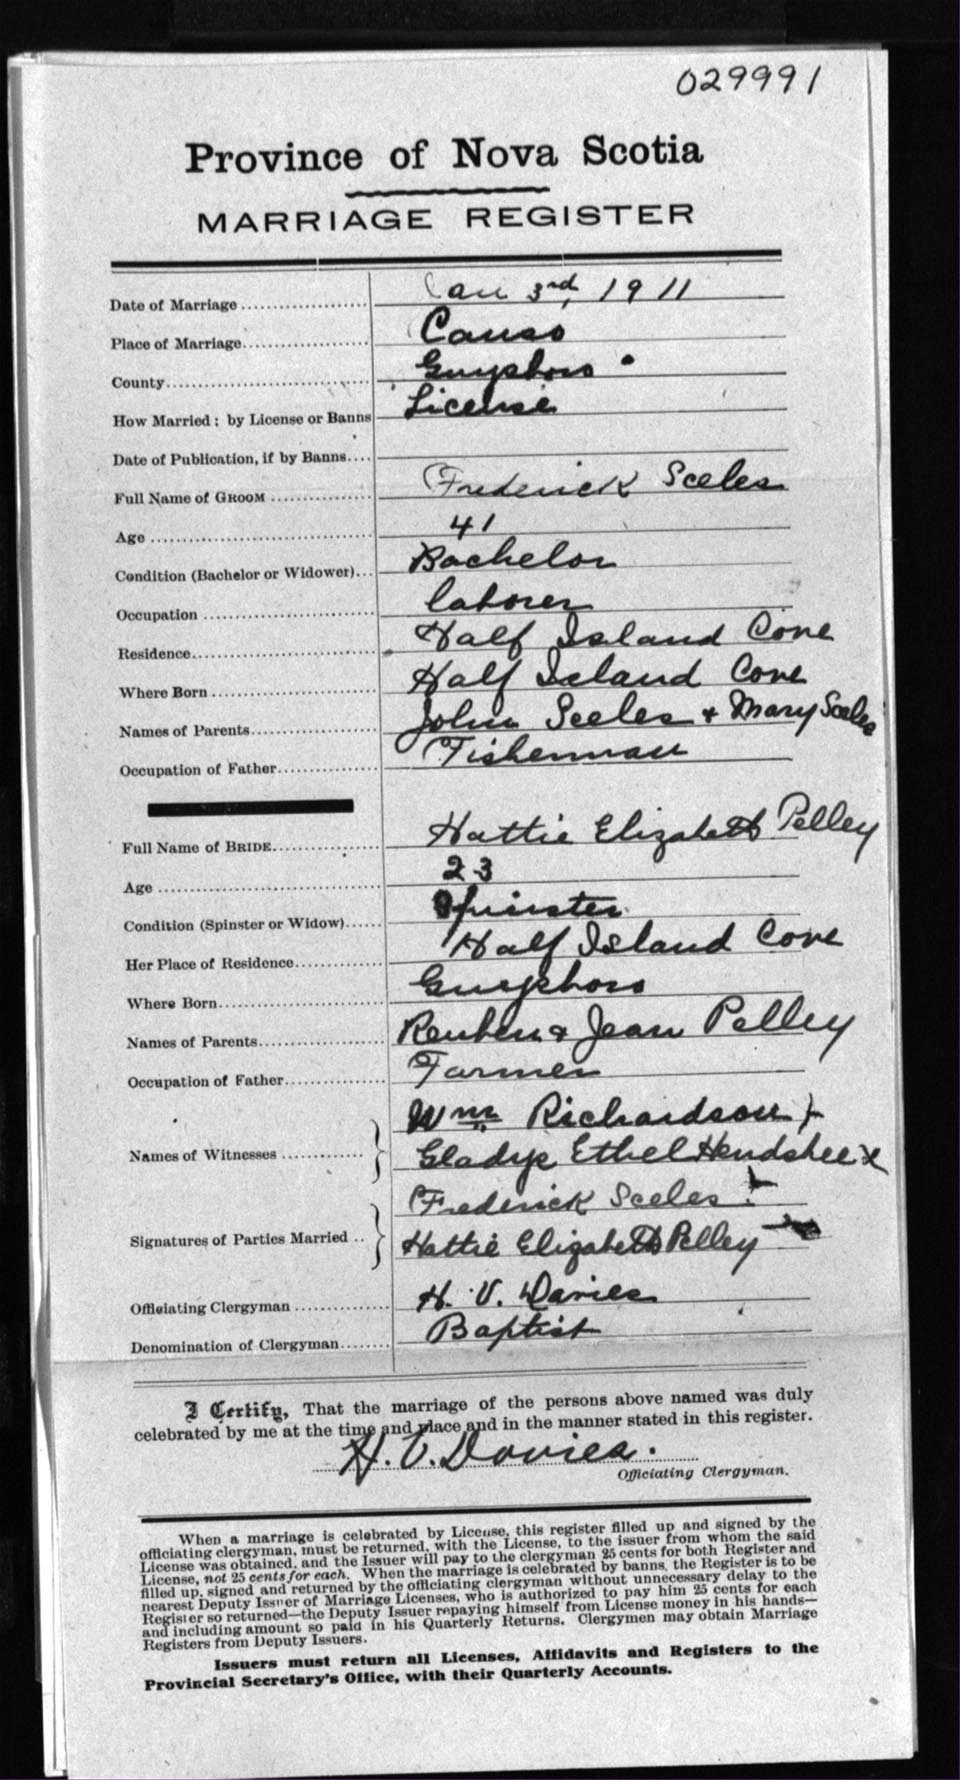 029991
Province of Nova Scotia
MARRIAGE REGISTER
Date of Marriage Jan 3rd, 1911
Place of Marriage Canso
County Guysboro
How Married: by License or Banns License
Date of Publication, if by Banns
Full Name of GROOM Frederick Sceles
Age 41
Condition (Bachelor or Widower) Bachelor
Occupation laborer
Residence Half Island Cove
Where Born Half Island Cove
Names of Parents John Sceles + Mary Sceles
Occupation of Father Fisherman
Full Name of BRIDE Hattie Elizabeth Pelley
Age 23
Condition (Spinster or Widow) Spinster
Her Place of Residence Half Island Cove
Where Born Guysboro
Names of Parents Reuben & Jean Pelley
Occupation of Father Farmer
Names of Witnesses Wm Richardson
Gladys Ethel Hendsbee
Signatures of Parties Married Frederick Sceles
Hattie Elizabeth Pelley
Officiating Clergyman H. V. Davies
Denomination of Clergyman Baptist
I Certify, That the marriage of the persons above named was duly
celebrated by me at the time and place and in the manner stated in this register.
H. V. Davies.
Officiating Clergyman.
When a marriage is celebrated by License, this register filled up and signed by the
officiating clergyman, must be returned, with the License, to the issuer from whom the said
License was obtained, and the Issuer will pay to the clergyman 25 cents for both Register and
License, not 25 cents for each. When the marriage is celebrated by banns, the Register is to be
filled up, signed and returned by the officiating clergyman without unnecessary delay to the
nearest Deputy Issuer of Marriage Licenses, who is authorized to pay him 25 cents for each
Register so returned—the Deputy Issuer repaying himself from License money in his hands—
and including amount so paid in his Quarterly Returns. Clergymen may obtain Marriage
Registers from Deputy Issuers.
Issuers must return all Licenses, Affidavits and Registers to the
Provincial Secretary's Office, with their Quarterly Accounts.